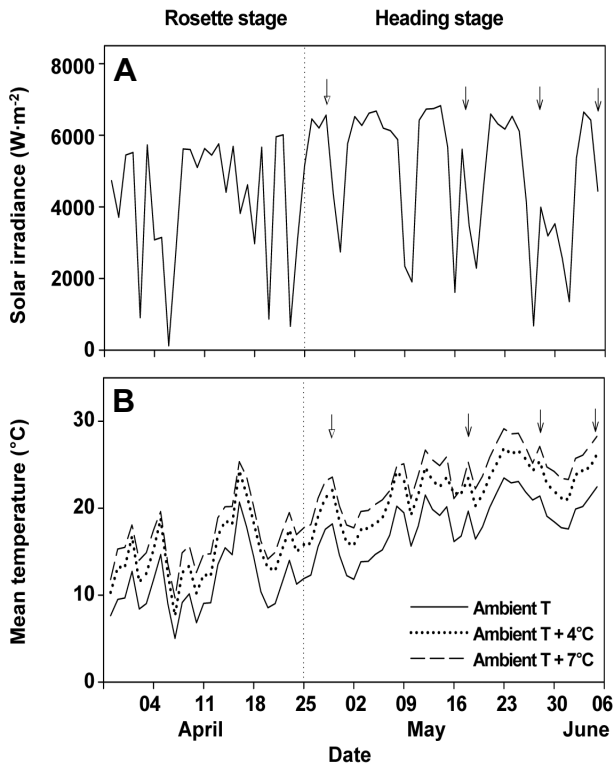 Rosette stage Heading stage
A
Solar irradiance (W·m-2)
8000
6000
4000
2000
0
B
Mean temperature (°C)
30
20
10
0
Ambient T
Ambient T + 4°C
Ambient T + 7°C
04 11 18 25 02 09 16 23 30 06
April May June
Date